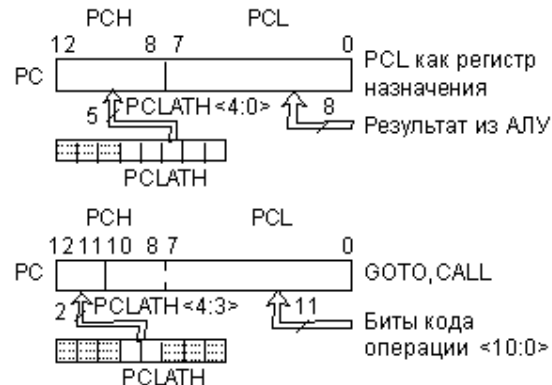 PCH PCL
12 8 7 0
PC
PCL как регистр
назначения
5 PCLATH <4:0> 8
Результат из АЛУ
PCLATH
PCH PCL
12 11 10 8 7 0
PC GOTO,CALL
2 PCLATH<4:3> 11
Биты кода
операции <10:0>
PCLATH